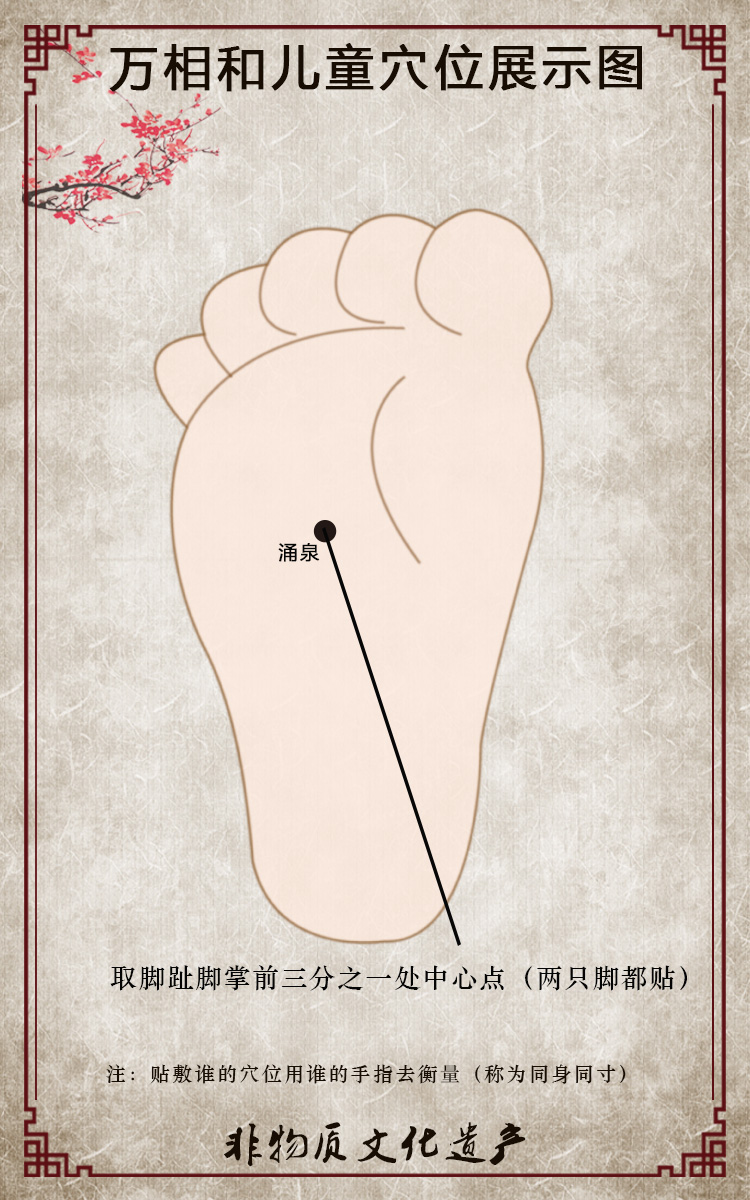 万相和儿童穴位展示图
涌泉
取脚趾脚掌前三分之一处中心点（两只脚都贴）
注：贴敷谁的穴位用谁的手指去衡量（称为同身同寸）
非物质文化遗产